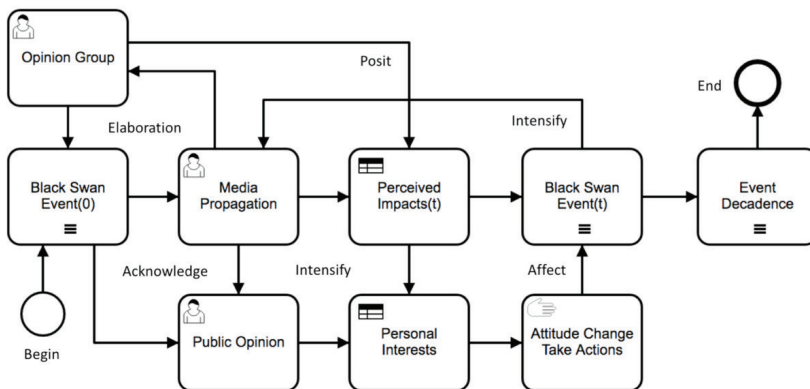 Opinion Group
Posit
End
Elaboration
Intensify
Black Swan
Event(0)
Media
Propagation
Perceived
Impacts(t)
Black Swan
Event(t)
Event
Decadence
Acknowledge
Intensify
Affect
Public Opinion
Personal
Interests
Attitude Change
Take Actions
Begin